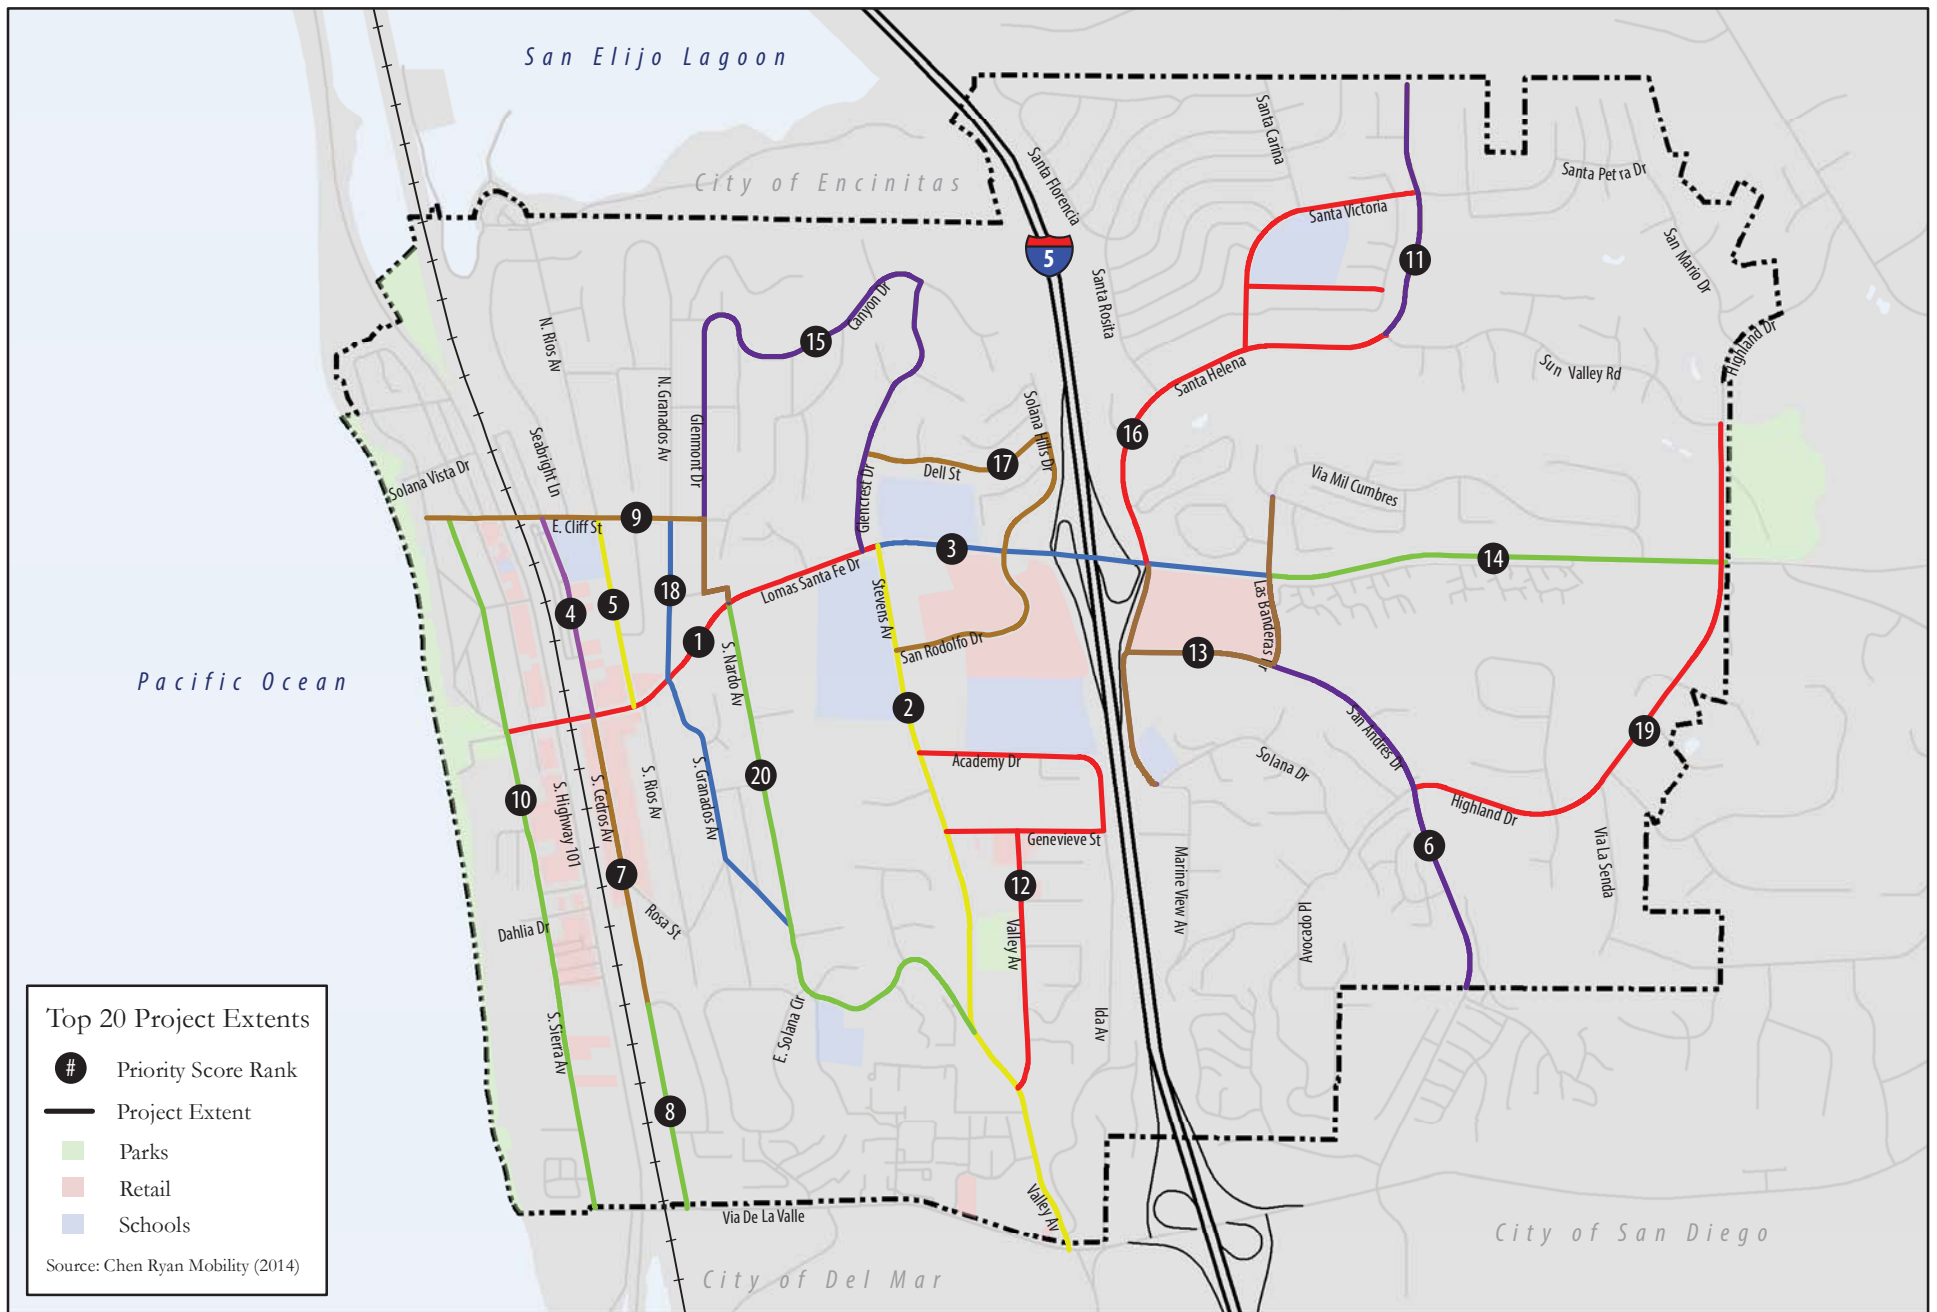 San Elijo Lagoon
City of Encinitas
Santa Florencia
Santa Carina
Santa Petra Dr
Santa Victoria
San Mario Dr
5
11
Santa Rosita
N. Rios Av
Canyon Dr
15
Highland Dr
Sun Valley Rd
Santa Helena
N. Granados Av
Glenmont Dr
Solana Hills Dr
16
Seabright Ln
Solana Vista Dr
17
Dell St
Glencrest Dr
Via Mil Cumbres
9
E. Cliff St
3
14
Lomas Santa Fe Dr
18
4
5
Stevens Av
Las Banderas Dr
1
San Rodolfo Dr
13
S. Nardo Av
Pacific Ocean
2
San Andres Dr
19
Academy Dr
Solana Dr
20
10
S. Highway 101
S. Cedros Av
S. Rios Av
S. Granados Av
Highland Dr
Genevieve St
6
7
12
Marine View Av
Via La Senda
Rosa St
Dahlia Dr
Valley Av
Avocedo Pl
S. Sierra Av
E. Solana Cir
Ida Av
8
Valley Av
Via De La Valle
City of San Diego
City of Del Mar
Top 20 Project Extents
# Priority Score Rank
Project Extent
Parks
Retail
Schools
Source: Chen Ryan Mobility (2014)